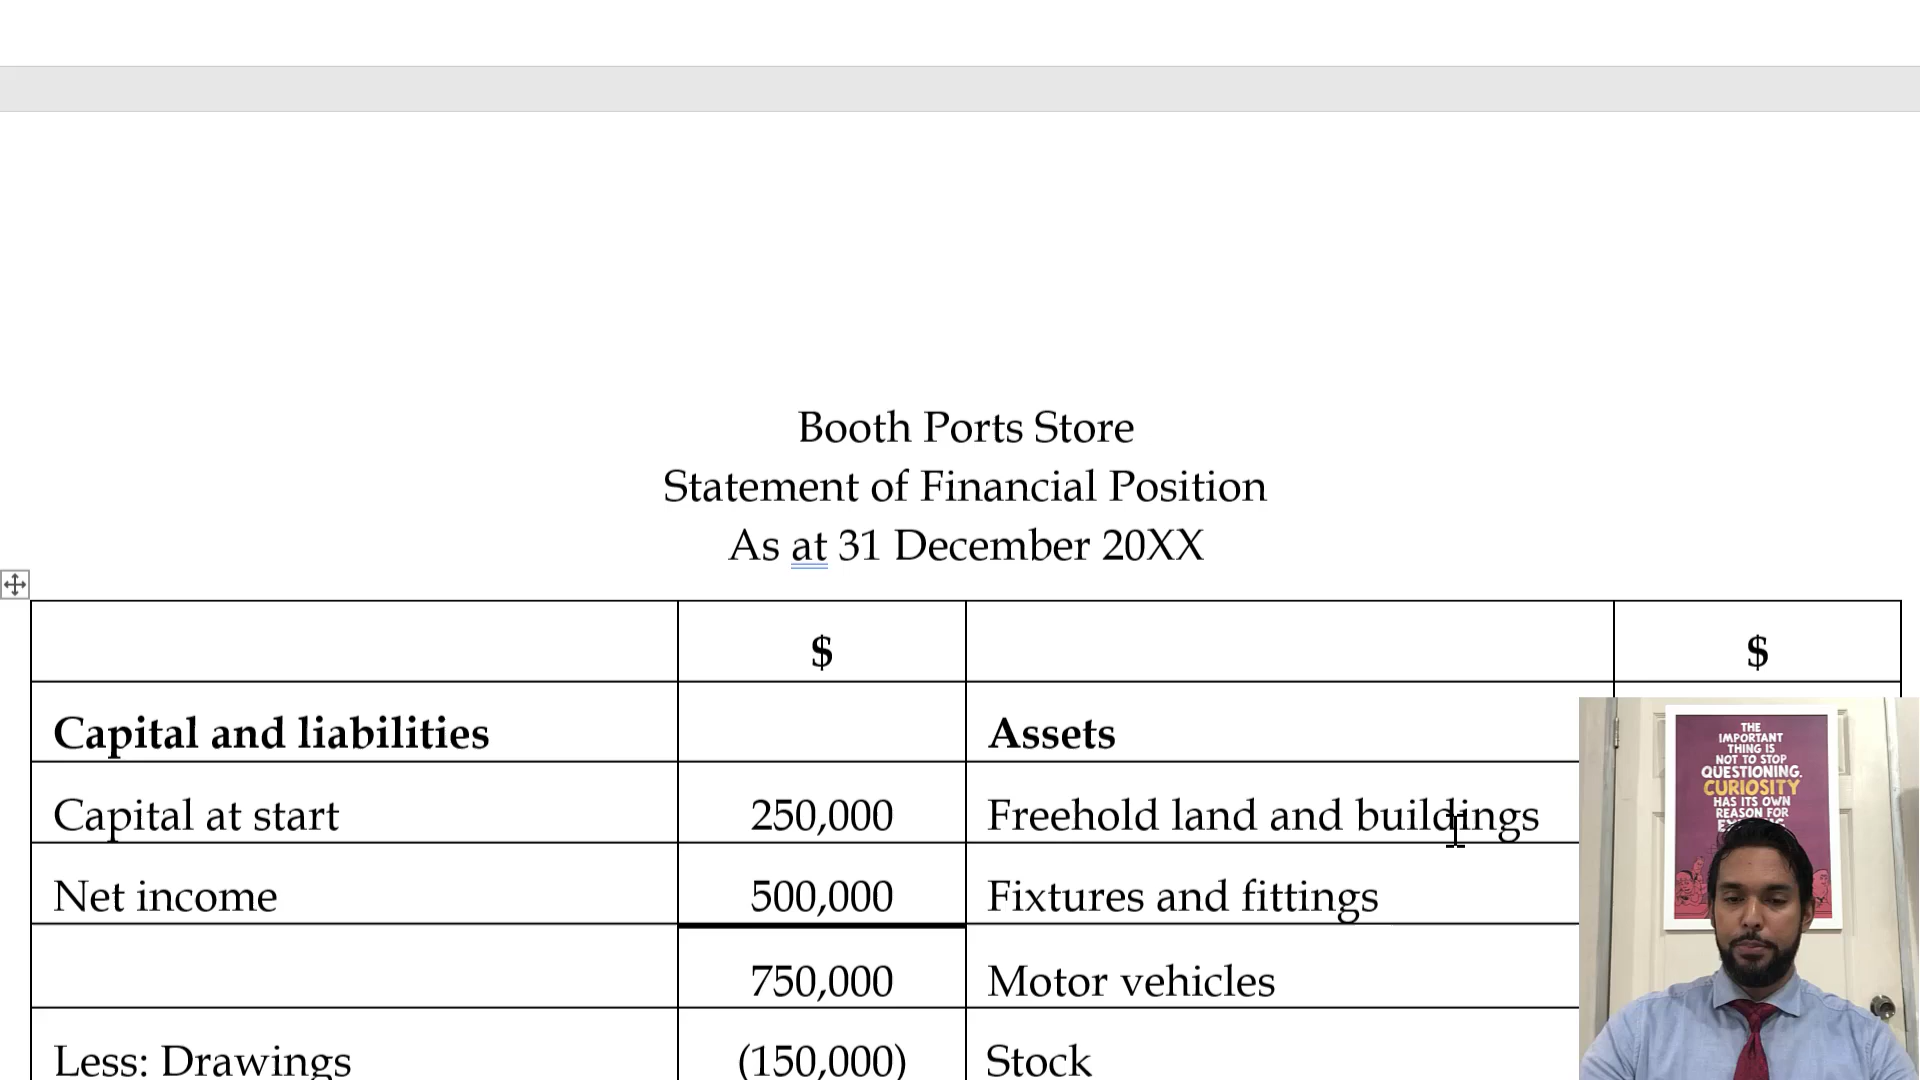 Booth Ports Store
Statement of Financial Position
As at 31 December 20XX
$ $
Capital and liabilities Assets
Capital at start 250,000 Freehold land and buildings
Net income 500,000 Fixtures and fittings
750,000 Motor vehicles
Less: Drawings (150,000) Stock
THE
IMPORTANT
THING IS
NOT TO STOP
QUESTIONING.
CURIOSITY
HAS ITS OWN
REASON FOR